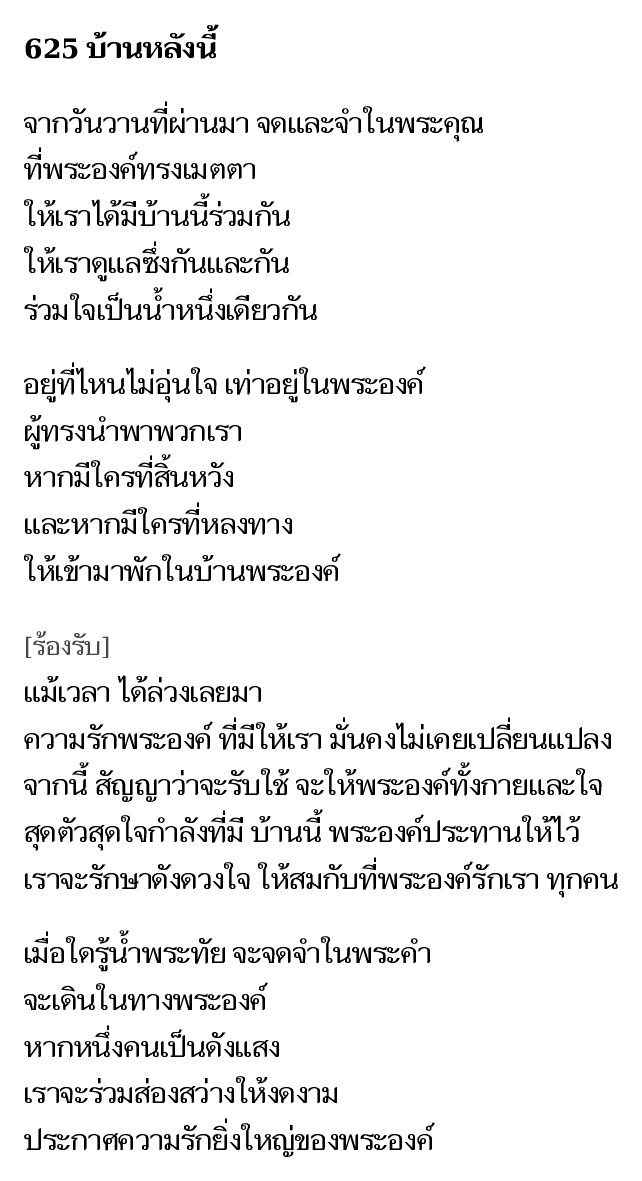 625 บ้านหลังนี้
จากวันวานที่ผ่านมา จดและจำในพระคุณ
ที่พระองค์ทรงเมตตา
ให้เราได้มีบ้านนี้ร่วมกัน
ให้เราดูแลซึ่งกันและกัน
ร่วมใจเป็นน้ำหนึ่งเดียวกัน
อยู่ที่ไหนไม่อุ่นใจ เท่าอยู่ในพระองค์
ผู้ทรงนำพาพวกเรา
หากมีใครที่สิ้นหวัง
และหากมีใครที่หลงทาง
ให้เข้ามาพักในบ้านพระองค์
[ร้องรับ]
แม้เวลา ได้ล่วงเลยมา
ความรักพระองค์ ที่มีให้เรา มั่นคงไม่เคยเปลี่ยนแปลง
จากนี้ สัญญาว่าจะรับใช้ จะให้พระองค์ทั้งกายและใจ
สุดตัวสุดใจกำลังที่มี บ้านนี้ พระองค์ประทานให้ไว้
เราจะรักษาดังดวงใจ ให้สมกับที่พระองค์รักเรา ทุกคน
เมื่อใดรู้น้ำพระทัย จะจดจำในพระคำ
จะเดินในทางพระองค์
หากหนึ่งคนเป็นดังแสง
เราจะร่วมส่องสว่างให้งดงาม
ประกาศความรักยิ่งใหญ่ของพระองค์